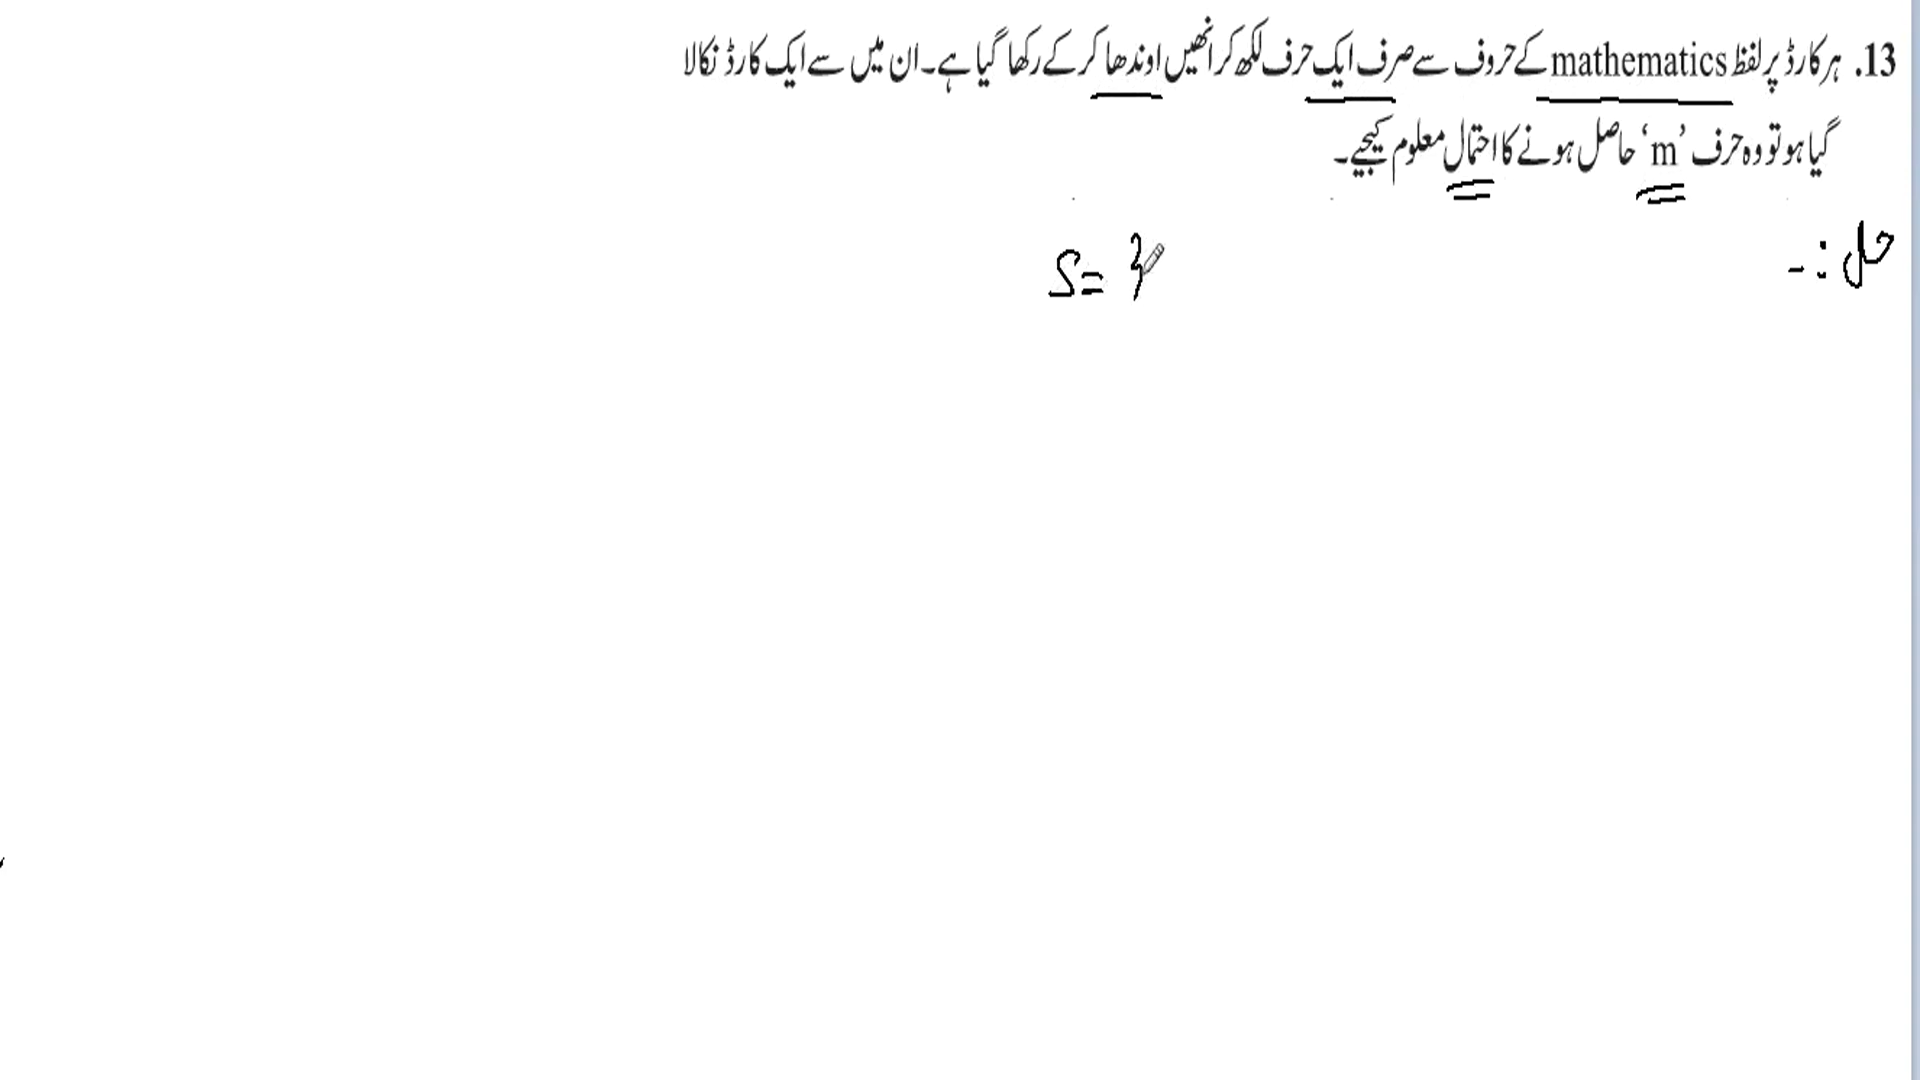 13. ہر کارڈ پر لفظ mathematics کے حروف سے صرف ایک حرف لکھ کر انھیں اوندھا کر کے رکھا گیا ہے۔ ان میں سے ایک کارڈ نکالا
گیا ہو تو وہ حرف ’m‘ حاصل ہونے کا احتمال معلوم کیجیے۔
حل :-
S= {